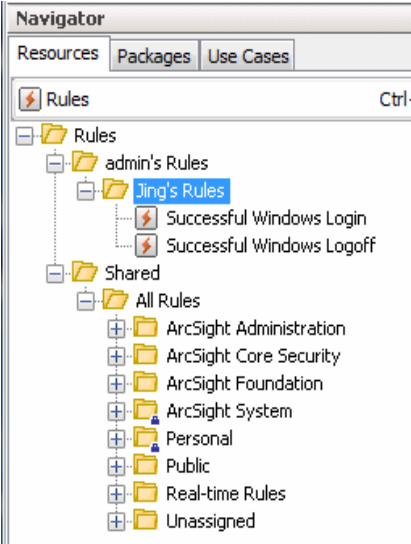 Navigator
Resources Packages Use Cases
Rules Ctrl-
Rules
admin's Rules
Jing's Rules
Successful Windows Login
Successful Windows Logoff
Shared
All Rules
ArcSight Administration
ArcSight Core Security
ArcSight Foundation
ArcSight System
Personal
Public
Real-time Rules
Unassigned